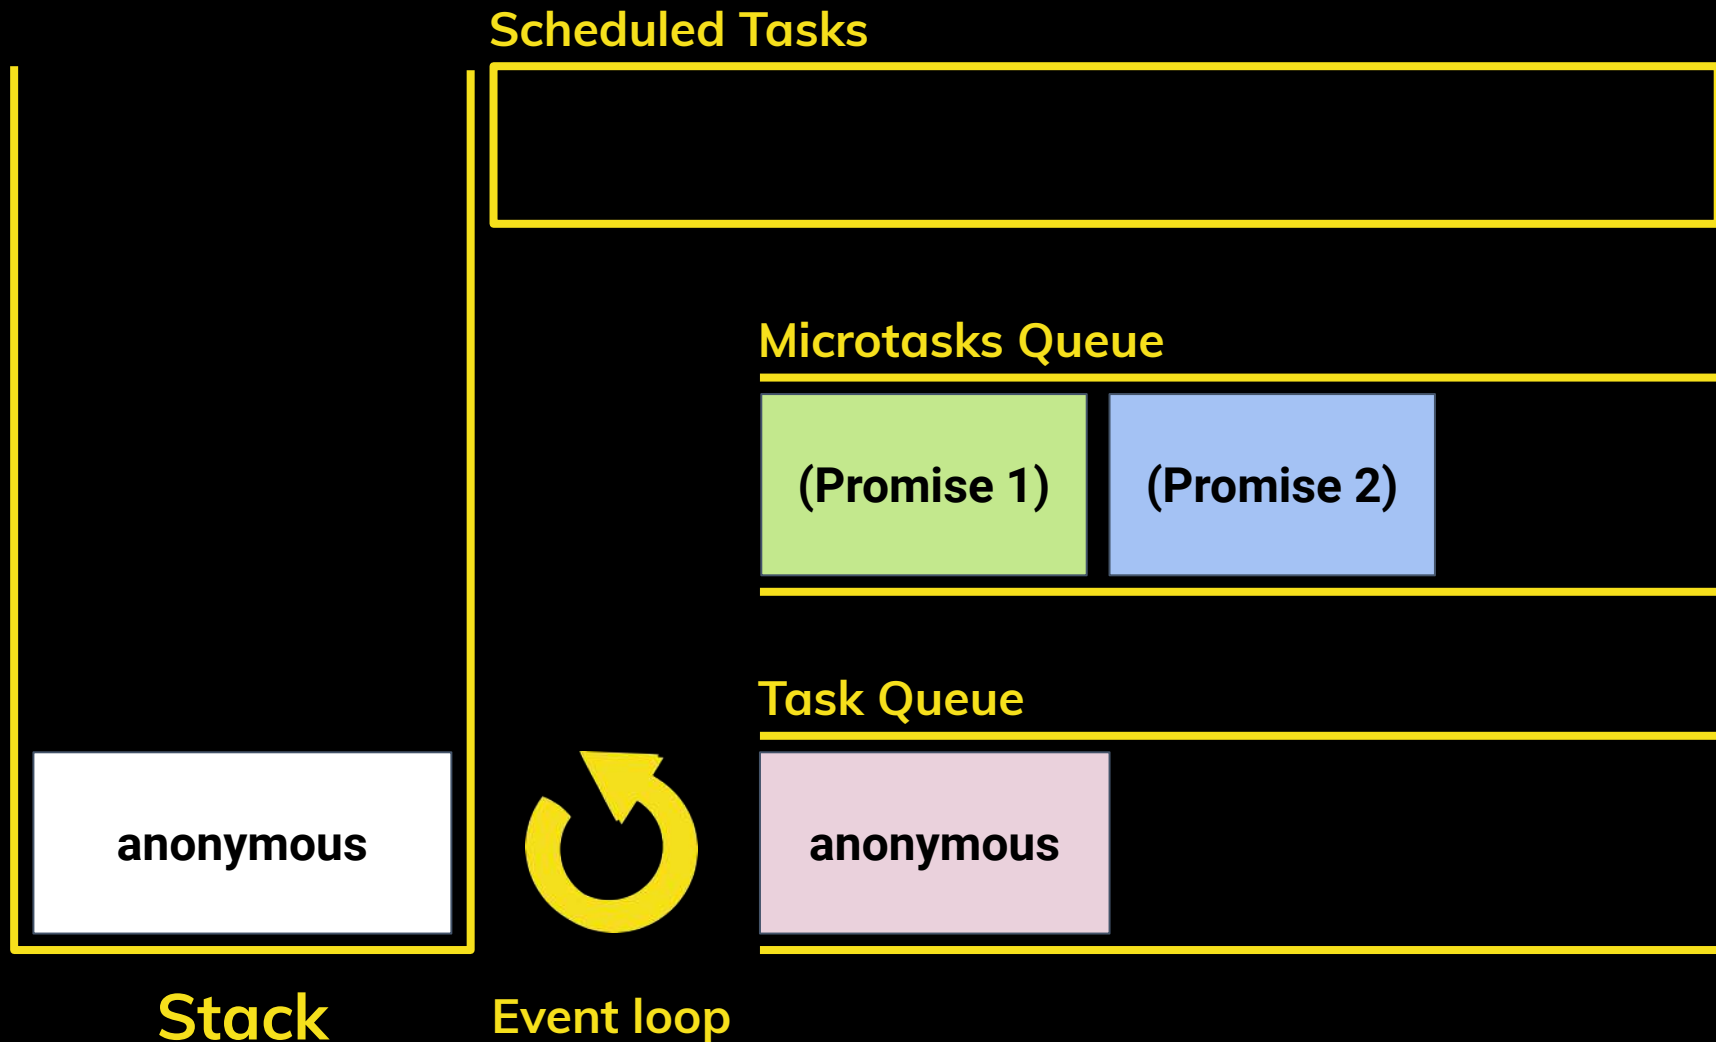 Scheduled Tasks
Microtasks Queue
(Promise 1) (Promise 2)
Task Queue
anonymous anonymous
Stack Event loop